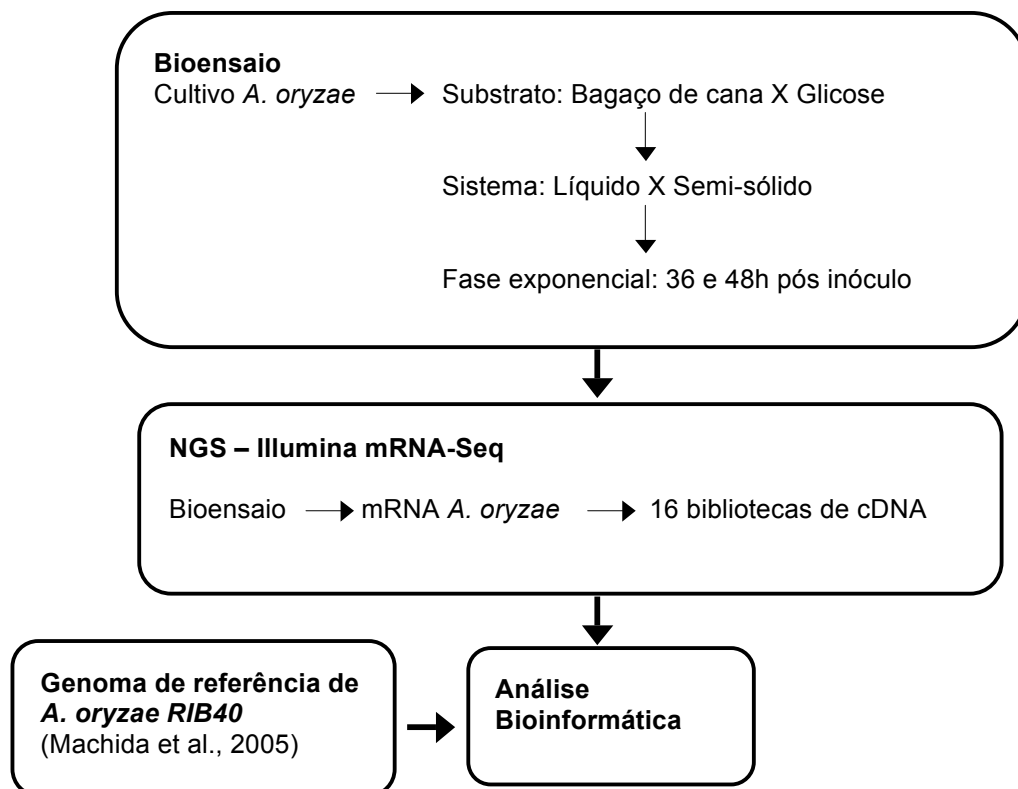 Bioensaio
Cultivo A. oryzae
Substrato: Bagaço de cana X Glicose
Sistema: Líquido X Semi-sólido
Fase exponencial: 36 e 48h pós inóculo
NGS – Illumina mRNA-Seq
Bioensaio
mRNA A. oryzae
16 bibliotecas de cDNA
Genoma de referência de
A. oryzae RIB40
(Machida et al., 2005)
Análise
Bioinformática